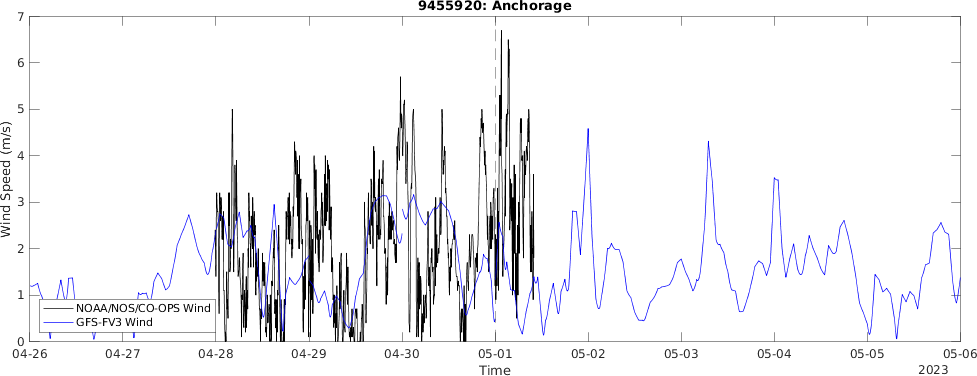 9455920: Anchorage
7
6
5
4
3
2
1
0
Wind Speed (m/s)
NOAA/NOS/CO-OPS Wind
GFS-FV3 Wind
04-26 04-27 04-28 04-29 04-30 05-01 05-02 05-03 05-04 05-05 05-06
Time
2023